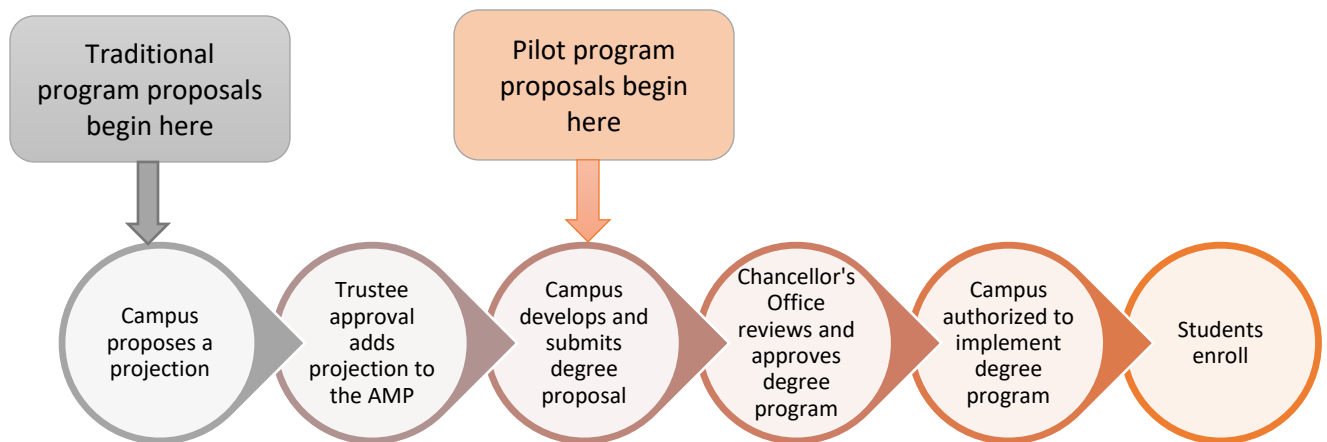 Traditional
program proposals
begin here
Pilot program
proposals begin
here
Campus
proposes a
projection
Trustee
approval
adds
projection to
the AMP
Campus
develops and
submits
degree
proposal
Chancellor's
Office
reviews and
approves
degree
program
Campus
authorized to
implement
degree
program
Students
enroll